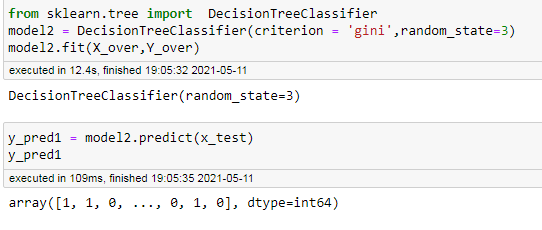 from sklearn.tree import  DecisionTreeClassifier
model2 = DecisionTreeClassifier(criterion = 'gini',random_state=3)
model2.fit(X_over,Y_over)
executed in 12.4s, finished 19:05:32 2021-05-11
DecisionTreeClassifier(random_state=3)
y_pred1 = model2.predict(x_test)
y_pred1
executed in 109ms, finished 19:05:35 2021-05-11
array([1, 1, 0, ..., 0, 1, 0], dtype=int64)